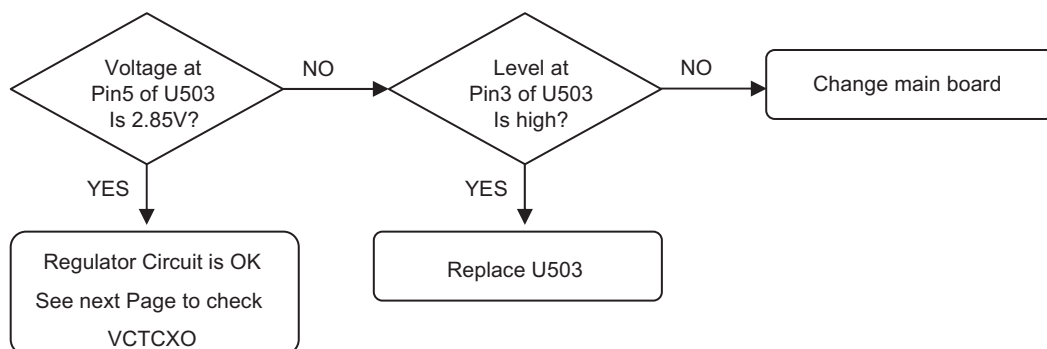 Voltage at
Pin5 of U503
Is 2.85V?
NO
Level at
Pin3 of U503
Is high?
NO
Change main board
YES
YES
Regulator Circuit is OK
See next Page to check
VCTCXO
Replace U503